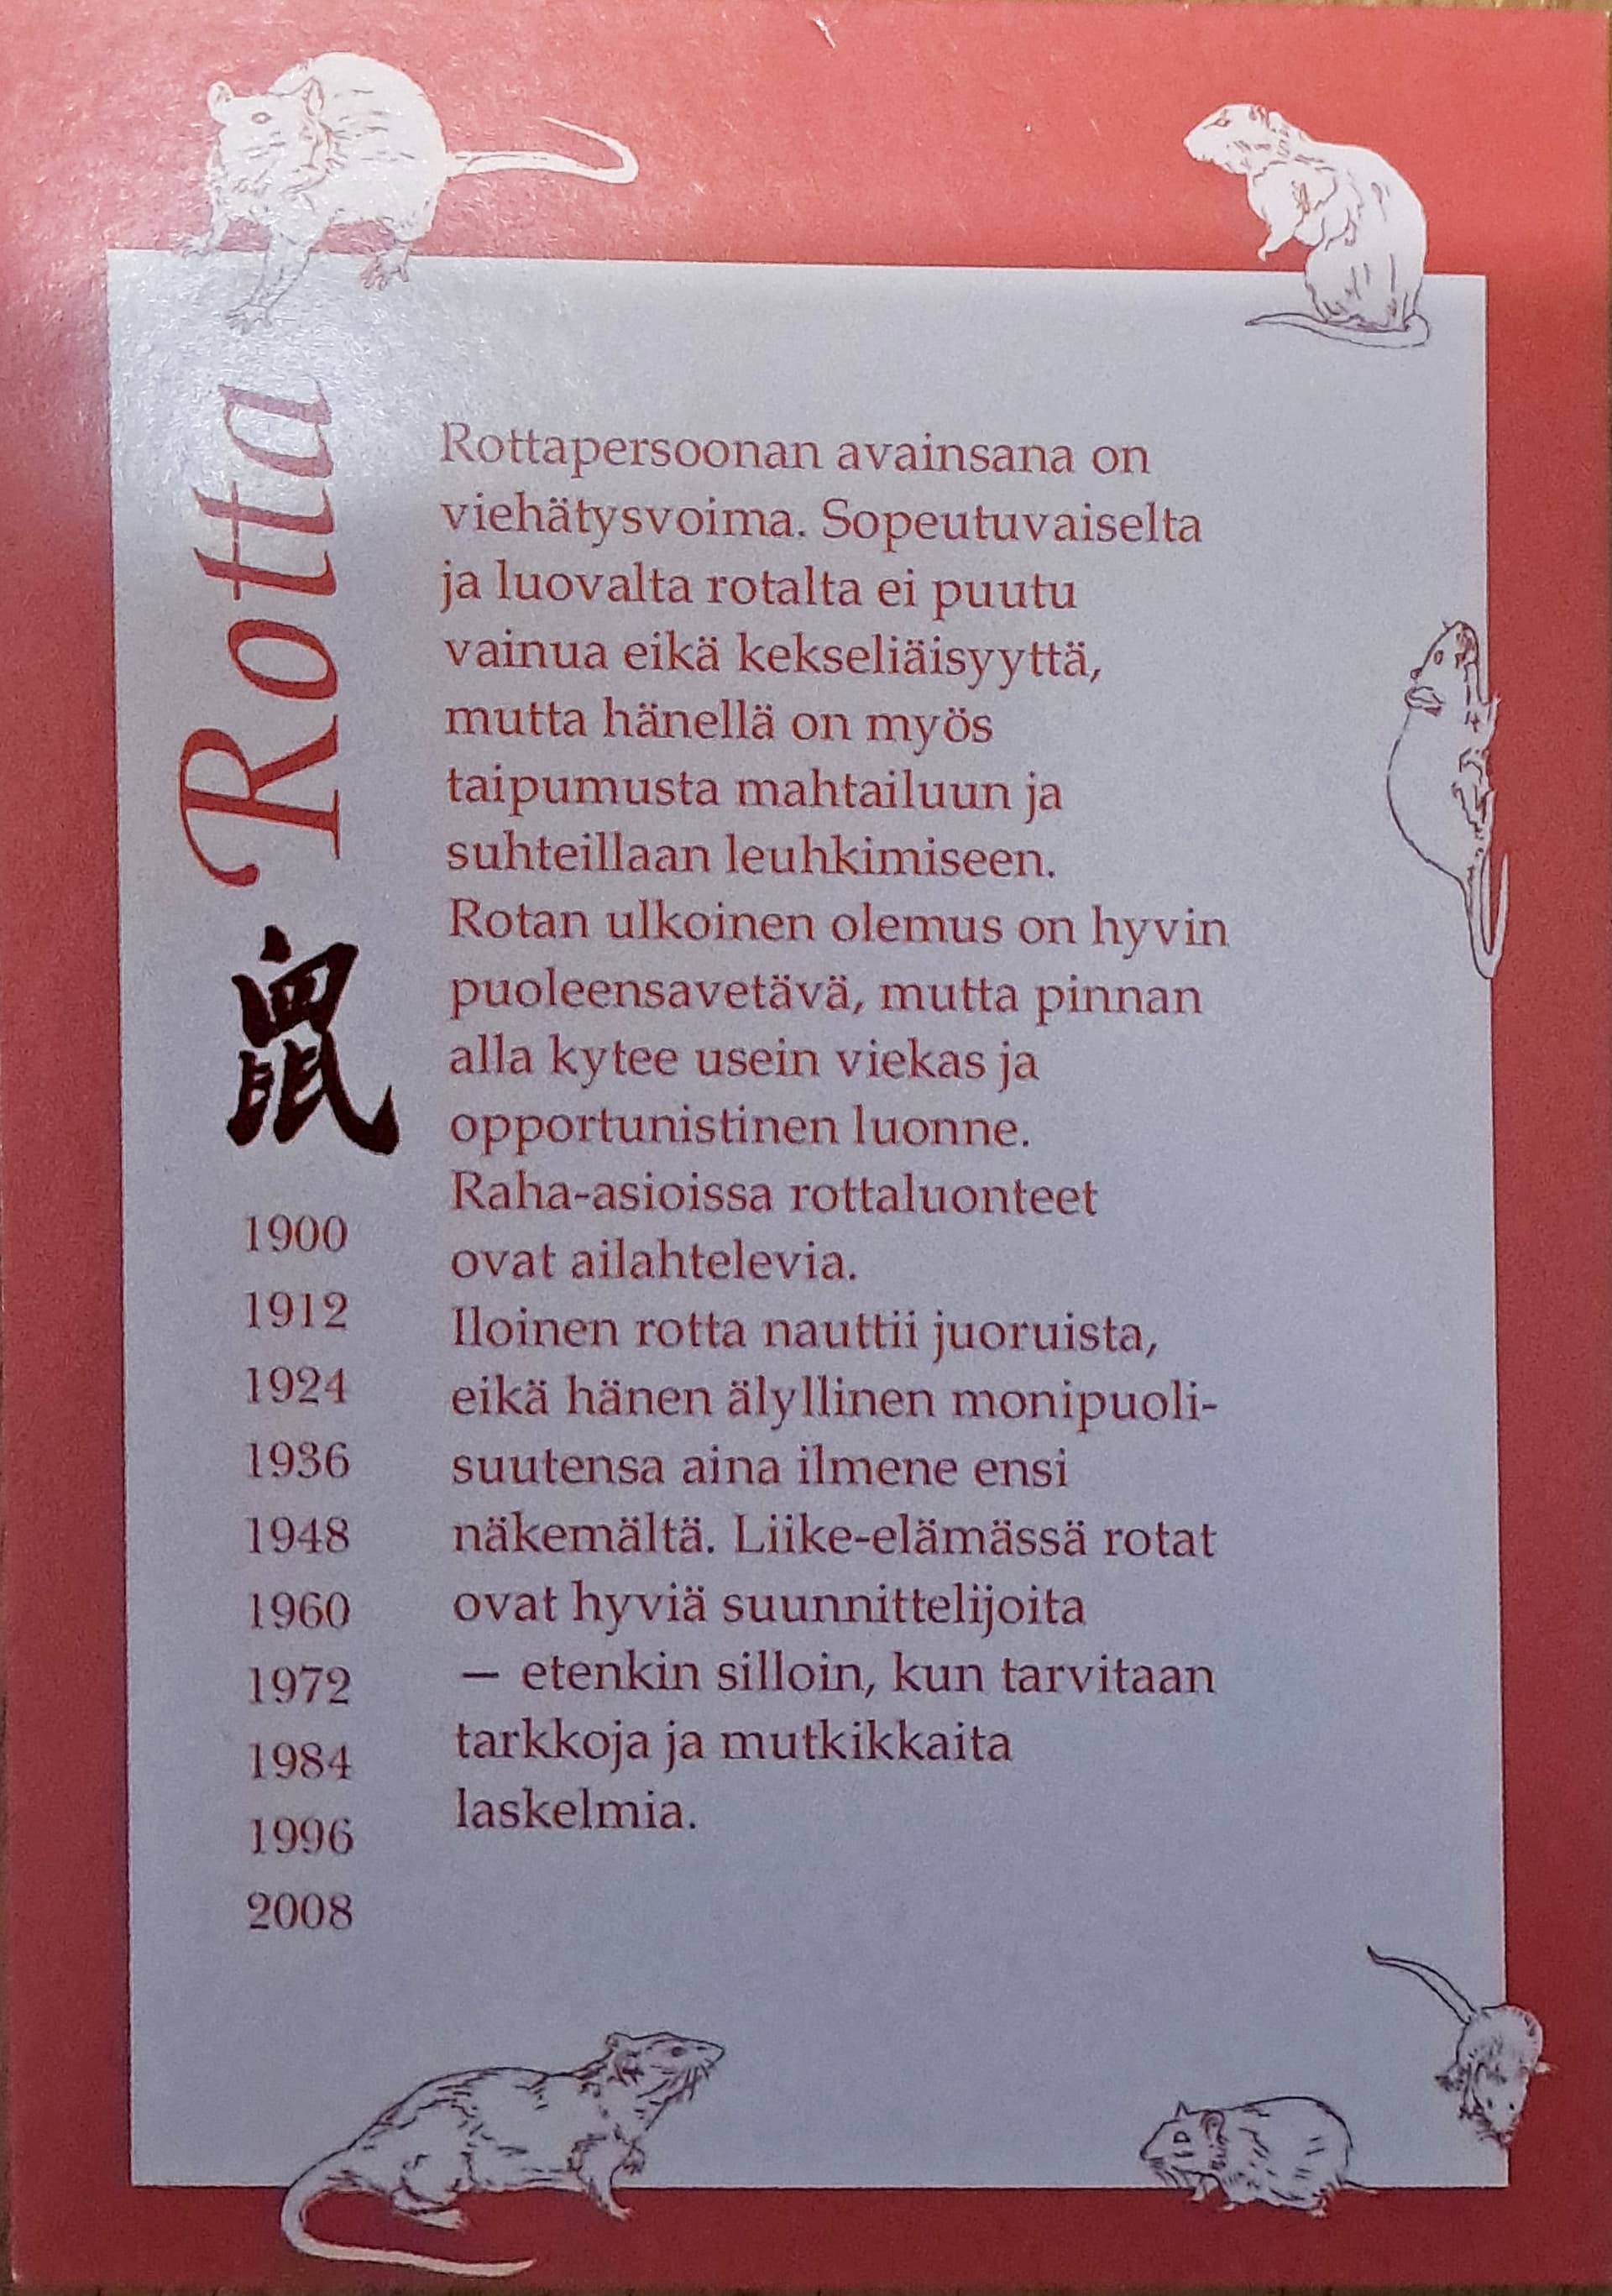 Rotta
鼠
1900
1912
1924
1936
1948
1960
1972
1984
1996
2008
Rottapersoonan avainsana on
viehätysvoima. Sopeutuvaiselta
ja luovalta rotalta ei puutu
vainua eikä kekseliäisyyttä,
mutta hänellä on myös
taipumusta mahtailuun ja
suhteillaan leuhkimiseen.
Rotan ulkoinen olemus on hyvin
puoleensavetävä, mutta pinnan
alla kytee usein viekas ja
opportunistinen luonne.
Raha-asioissa rottaluonteet
ovat ailahtelevia.
Iloinen rotta nauttii juoruista,
eikä hänen älyllinen monipuoli-
suutensa aina ilmene ensi
näkemältä. Liike-elämässä rotat
ovat hyviä suunnittelijoita
– etenkin silloin, kun tarvitaan
tarkkoja ja mutkikkaita
laskelmia.